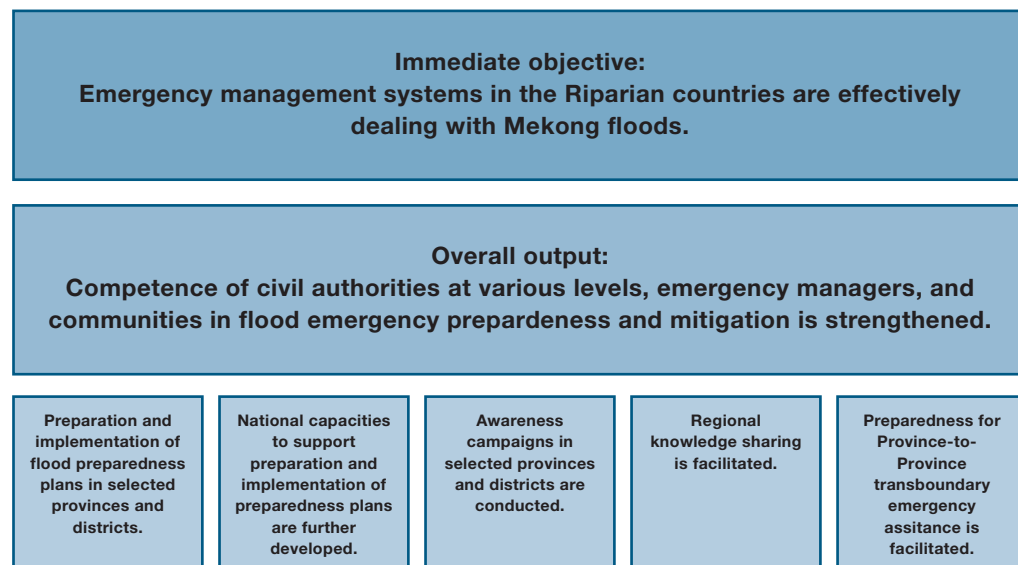 Immediate objective:
Emergency management systems in the Riparian countries are effectively
dealing with Mekong floods.
Overall output:
Competence of civil authorities at various levels, emergency managers, and
communities in flood emergency prepardeness and mitigation is strengthened.
Preparation and
implementation of
flood preparedness
plans in selected
provinces and
districts.
National capacities
to support
preparation and
implementation of
preparedness plans
are further
developed.
Awareness
campaigns in
selected provinces
and districts are
conducted.
Regional
knowledge sharing
is facilitated.
Preparedness for
Province-to-
Province
transboundary
emergency
assitance is
facilitated.